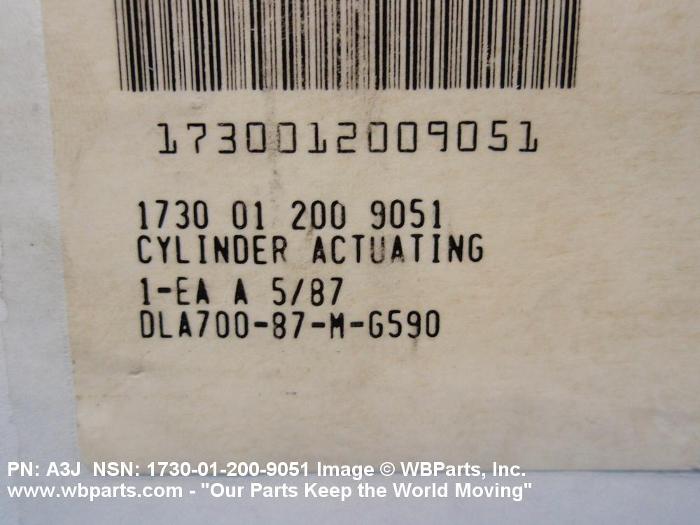 1730012009051
1730 01 200 9051
CYLINDER ACTUATING
1-EA A 5/87
DLA700-87-M-G590
PN: A3J  NSN: 1730-01-200-9051 Image © WBParts, Inc.
www.wbparts.com - "Our Parts Keep the World Moving"